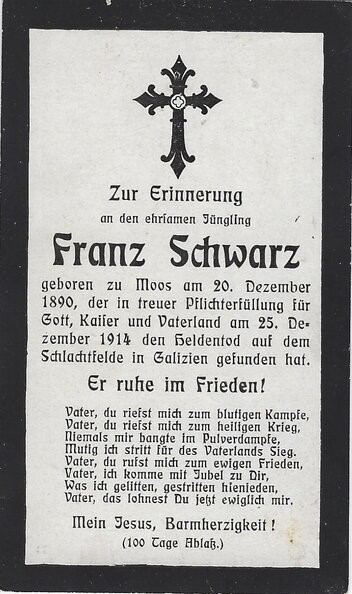 Zur Erinnerung
an den ehrsamen Jüngling
Franz Schwarz
geboren zu Moos am 20. Dezember
1890, der in treuer Pflichterfüllung für
Gott, Kaiser und Vaterland am 25. De-
zember 1914 den Heldentod auf dem
Schlachtfelde in Galizien gefunden hat.
Er ruhe im Frieden!
Vater, du riefst mich zum blutigen Kampfe,
Vater, du riefst mich zum heiligen Krieg,
Niemals mir bangte im Pulverdampfe,
Mutig ich stritt für des Vaterlands Sieg.
Vater, du rufst mich zum ewigen Frieden,
Vater, ich komme mit Jubel zu Dir,
Was ich gelitten, gestritten hienieden,
Vater, das lohnest Du jetzt ewiglich mir.
Mein Jesus, Barmherzigkeit!
(100 Tage Ablaß.)